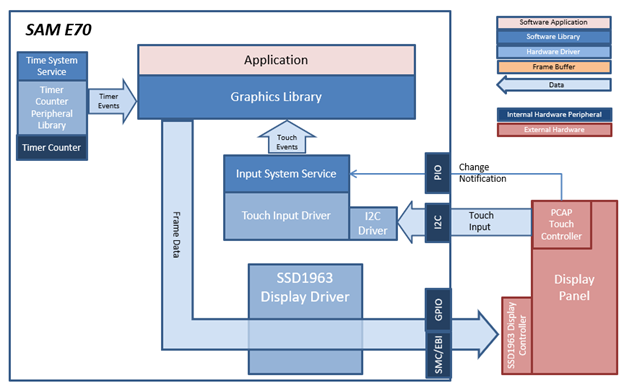 SAM E70
Time System
Service
Timer
Counter
Peripheral
Library
Timer Counter
Timer
Events
Application
Graphics Library
Touch
Events
Input System Service
Touch Input Driver
I2C
Driver
Frame Data
SSD1963
Display Driver
PIO
I2C
GPIO
SMC/EBI
Change
Notification
Touch
Input
PCAP
Touch
Controller
Display
Panel
SSD1963 Display
Controller
Software Application
Software Library
Hardware Driver
Frame Buffer
Data
Internal Hardware Peripheral
External Hardware